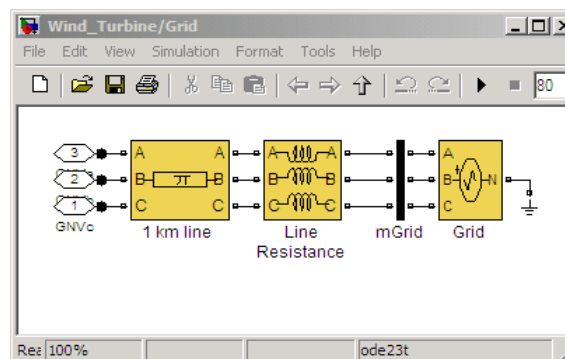 Wind_Turbine/Grid
File Edit View Simulation Format Tools Help
80
3 A A A A A
2 B B B B B N
1 C C C C C
GNVc 1 km line Line Resistance mGrid Grid
100% ode23t